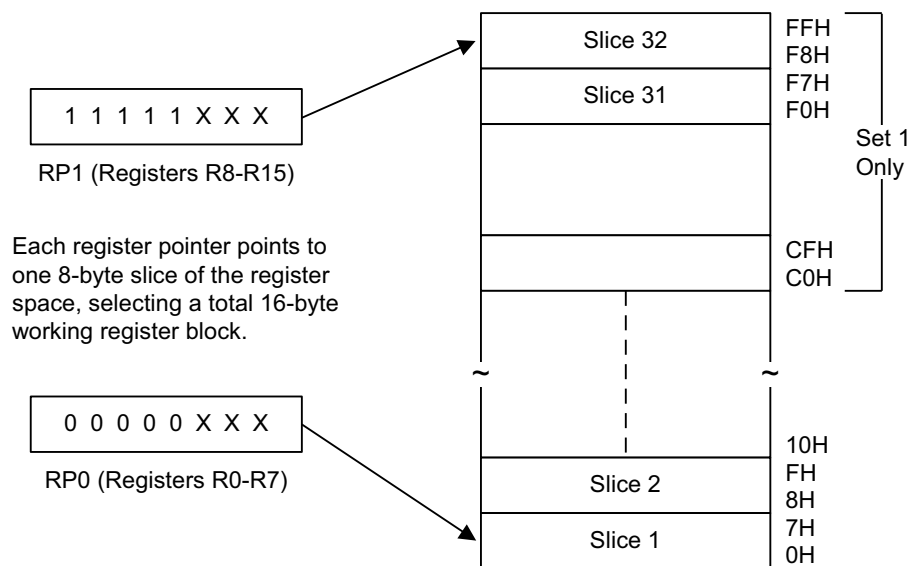 Slice 32
FFH
F8H
Slice 31
F7H
F0H
1 1 1 1 1 X X X
RP1 (Registers R8-R15)
Set 1
Only
Each register pointer points to
one 8-byte slice of the register
space, selecting a total 16-byte
working register block.
CFH
C0H
~
~
0 0 0 0 0 X X X
RP0 (Registers R0-R7)
10H
Slice 2
FH
8H
Slice 1
7H
0H